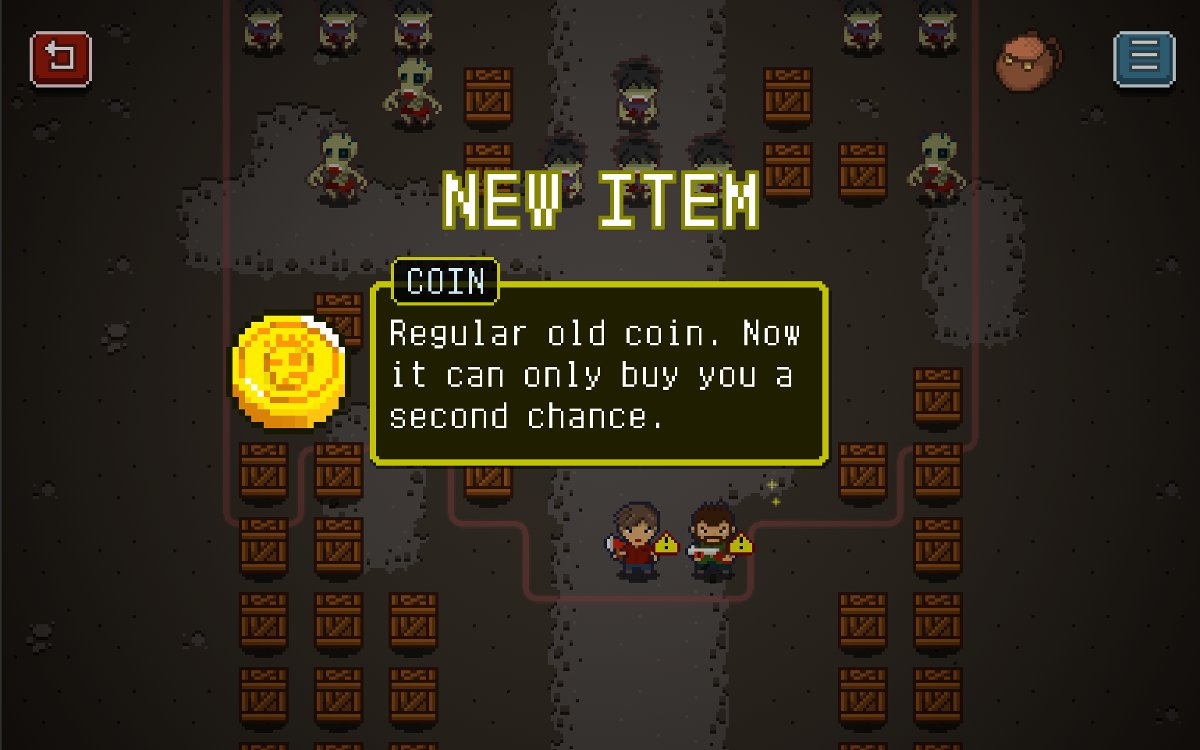 NEW ITEM
COIN
Regular old coin. Now
it can only buy you a
second chance.